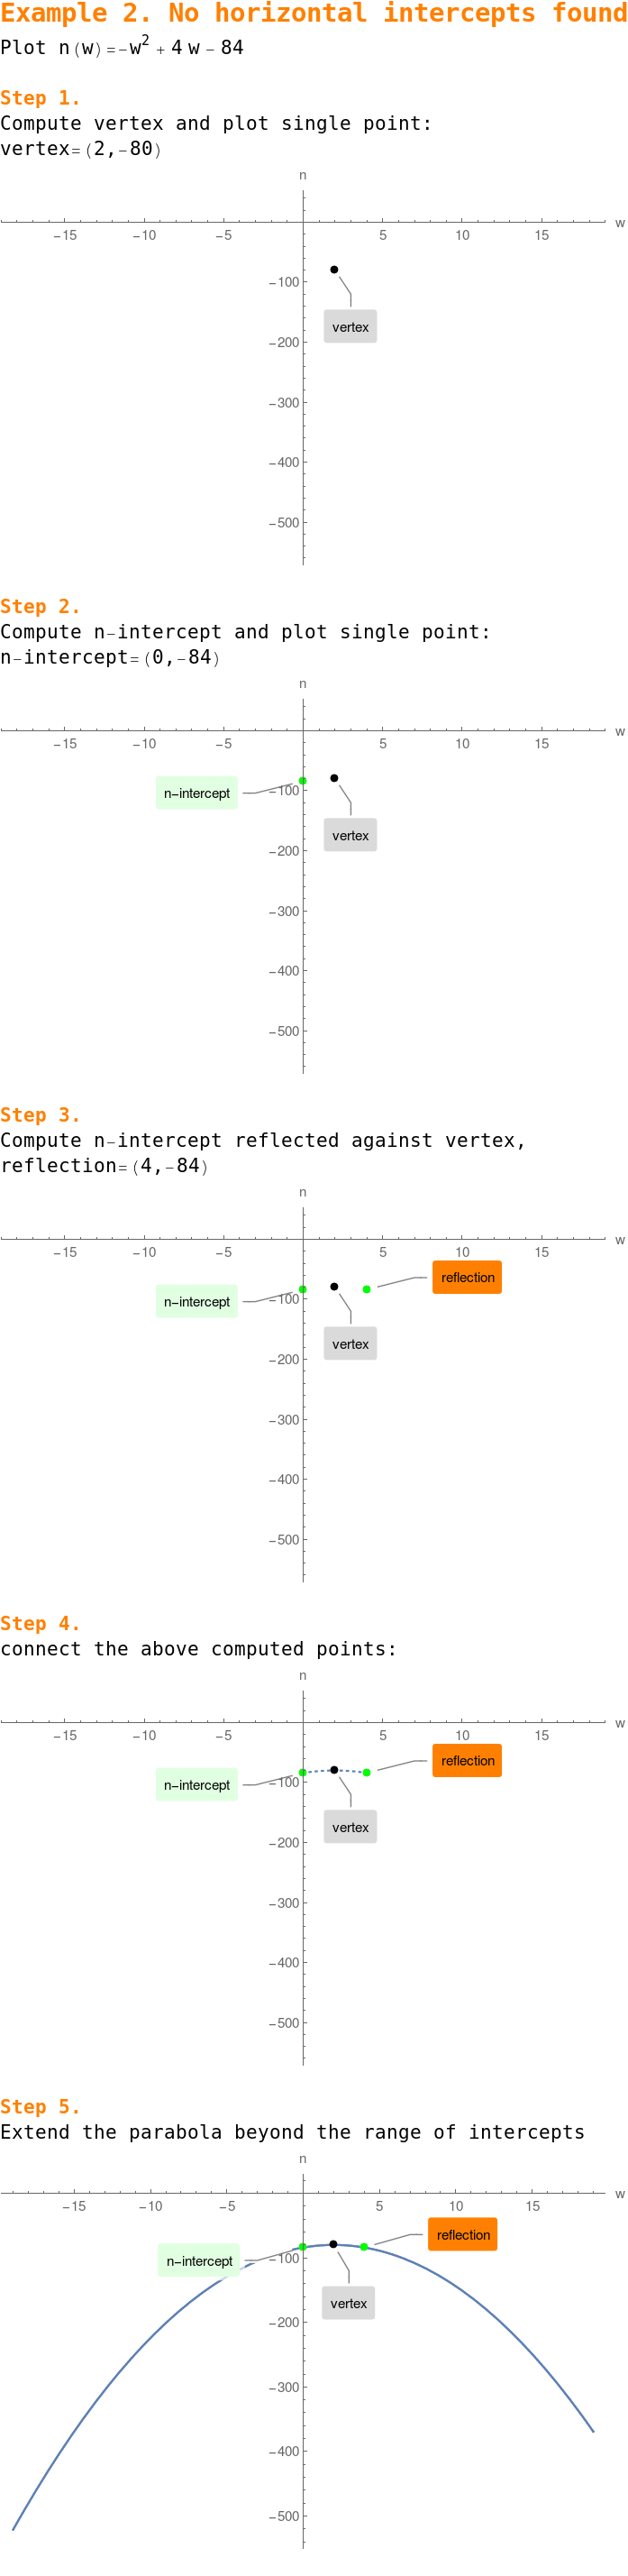 Example 2. No horizontal intercepts found
Plot n(w)=-w² + 4 w - 84
Step 1.
Compute vertex and plot single point:
vertex=(2,-80)
n
-15 -10 -5 5 10 15 w
-100
vertex
-200
-300
-400
-500
Step 2.
Compute n-intercept and plot single point:
n-intercept=(0,-84)
n
-15 -10 -5 5 10 15 w
n-intercept -100
vertex
-200
-300
-400
-500
Step 3.
Compute n-intercept reflected against vertex,
reflection=(4,-84)
n
-15 -10 -5 5 10 15 w
reflection
n-intercept -100
vertex
-200
-300
-400
-500
Step 4.
connect the above computed points:
n
-15 -10 -5 5 10 15 w
reflection
n-intercept -100
vertex
-200
-300
-400
-500
Step 5.
Extend the parabola beyond the range of intercepts
n
-15 -10 -5 5 10 15 w
reflection
n-intercept -100
vertex
-200
-300
-400
-500